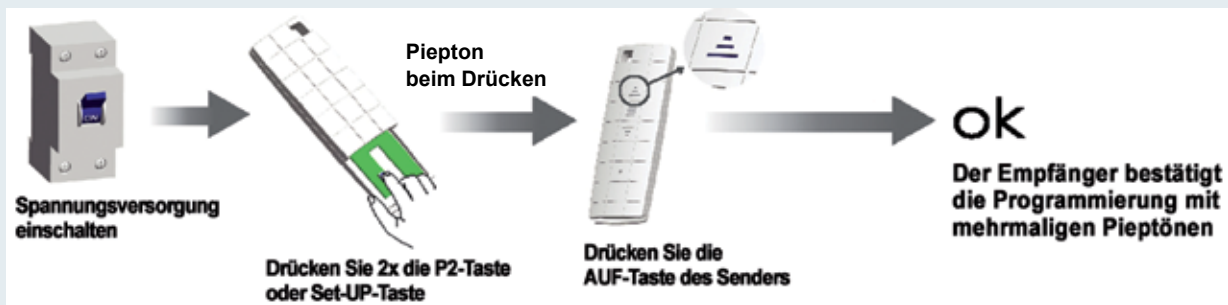 Piepton
beim Drücken
ON
ok
Spannungsversorgung
einschalten
Drücken Sie 2x die P2-Taste
oder Set-UP-Taste
Drücken Sie die
AUF-Taste des Senders
Der Empfänger bestätigt
die Programmierung mit
mehrmaligen Pieptönen